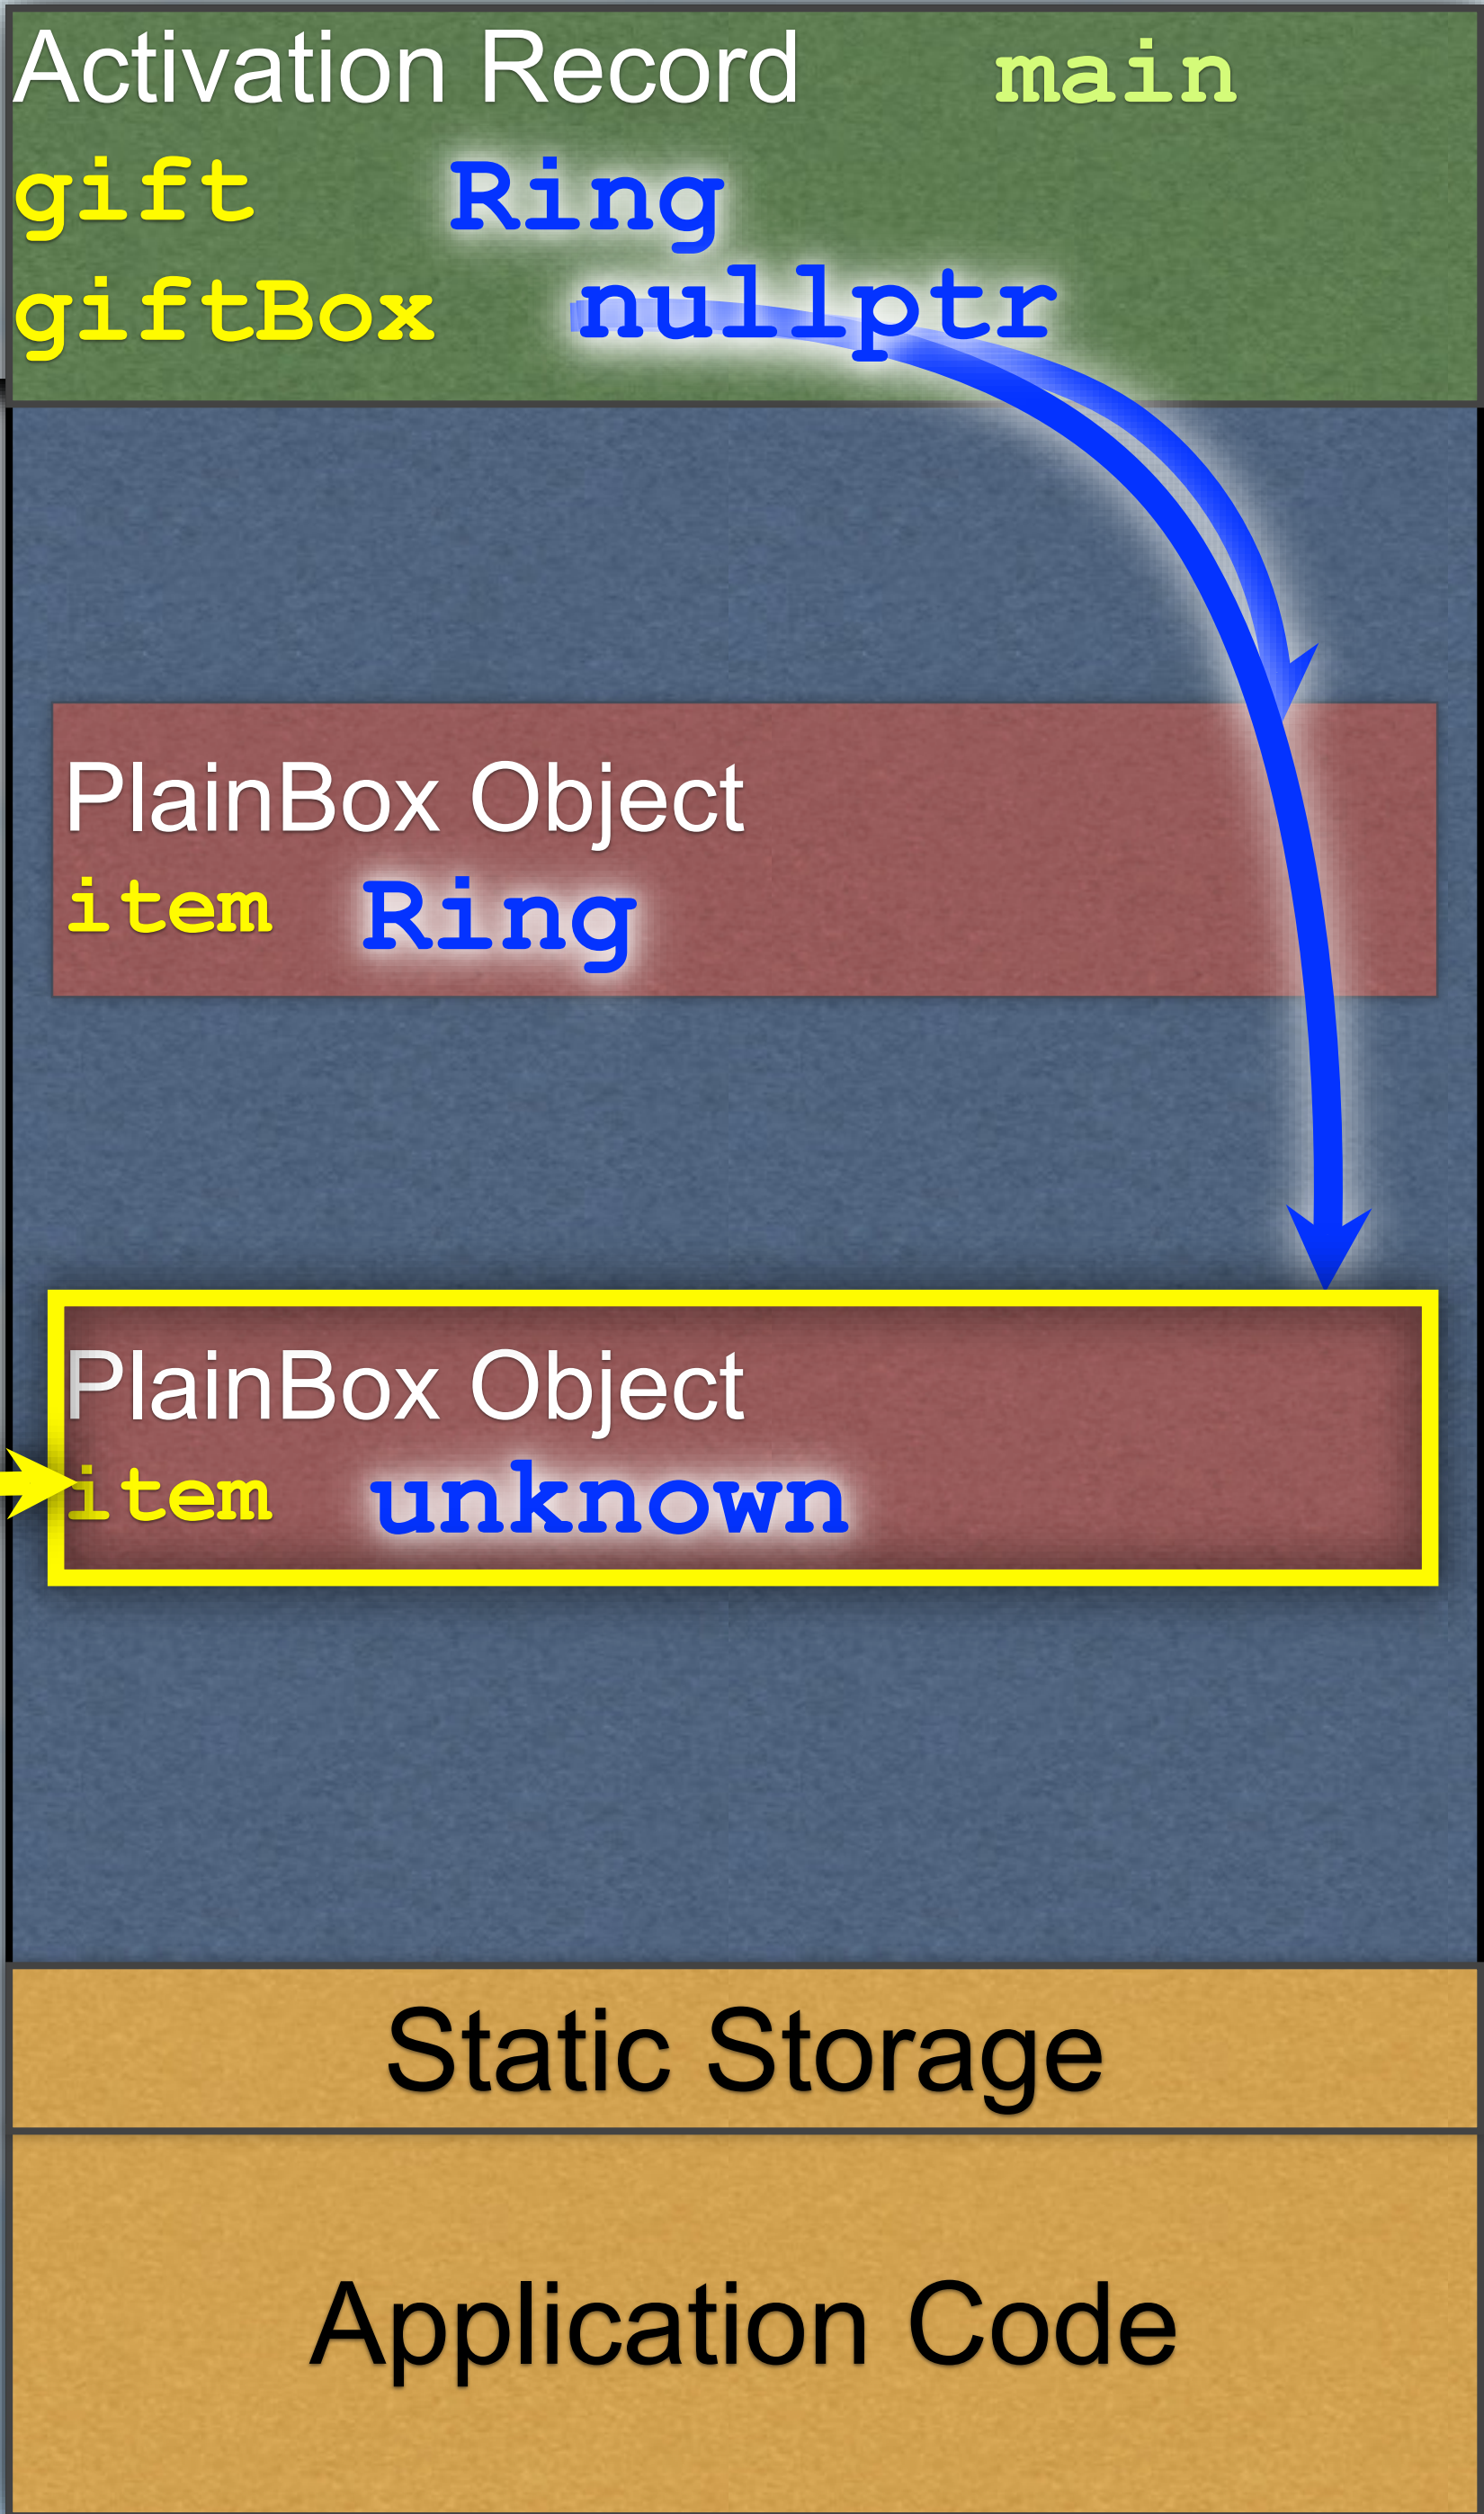 Activation Record main
gift Ring
giftBox nullptr
PlainBox Object
item Ring
PlainBox Object
item unknown
Static Storage
Application Code